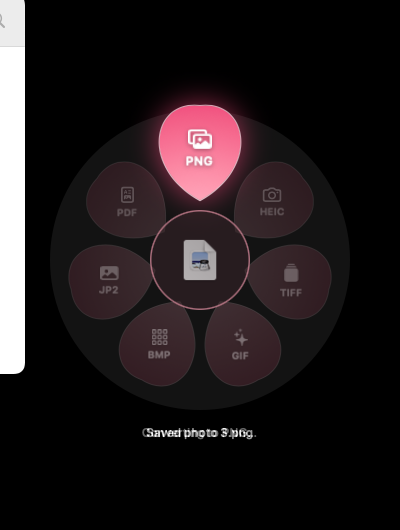 PNG
PDF
HEIC
JP2
TIFF
BMP
GIF
Saved photo 3.png.